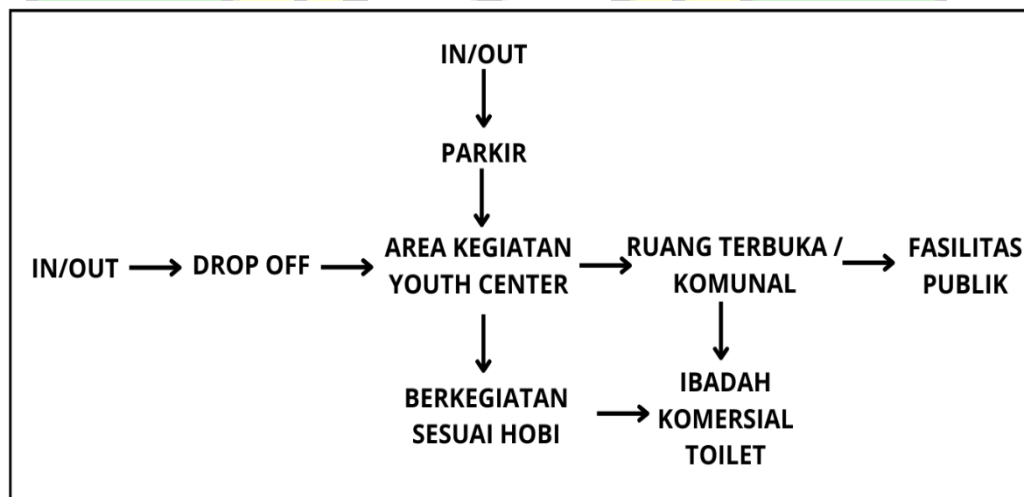 IN/OUT
PARKIR
IN/OUT
DROP OFF
AREA KEGIATAN
YOUTH CENTER
RUANG TERBUKA /
KOMUNAL
FASILITAS
PUBLIK
BERKEGIATAN
SESUAI HOBI
IBADAH
KOMERSIAL
TOILET